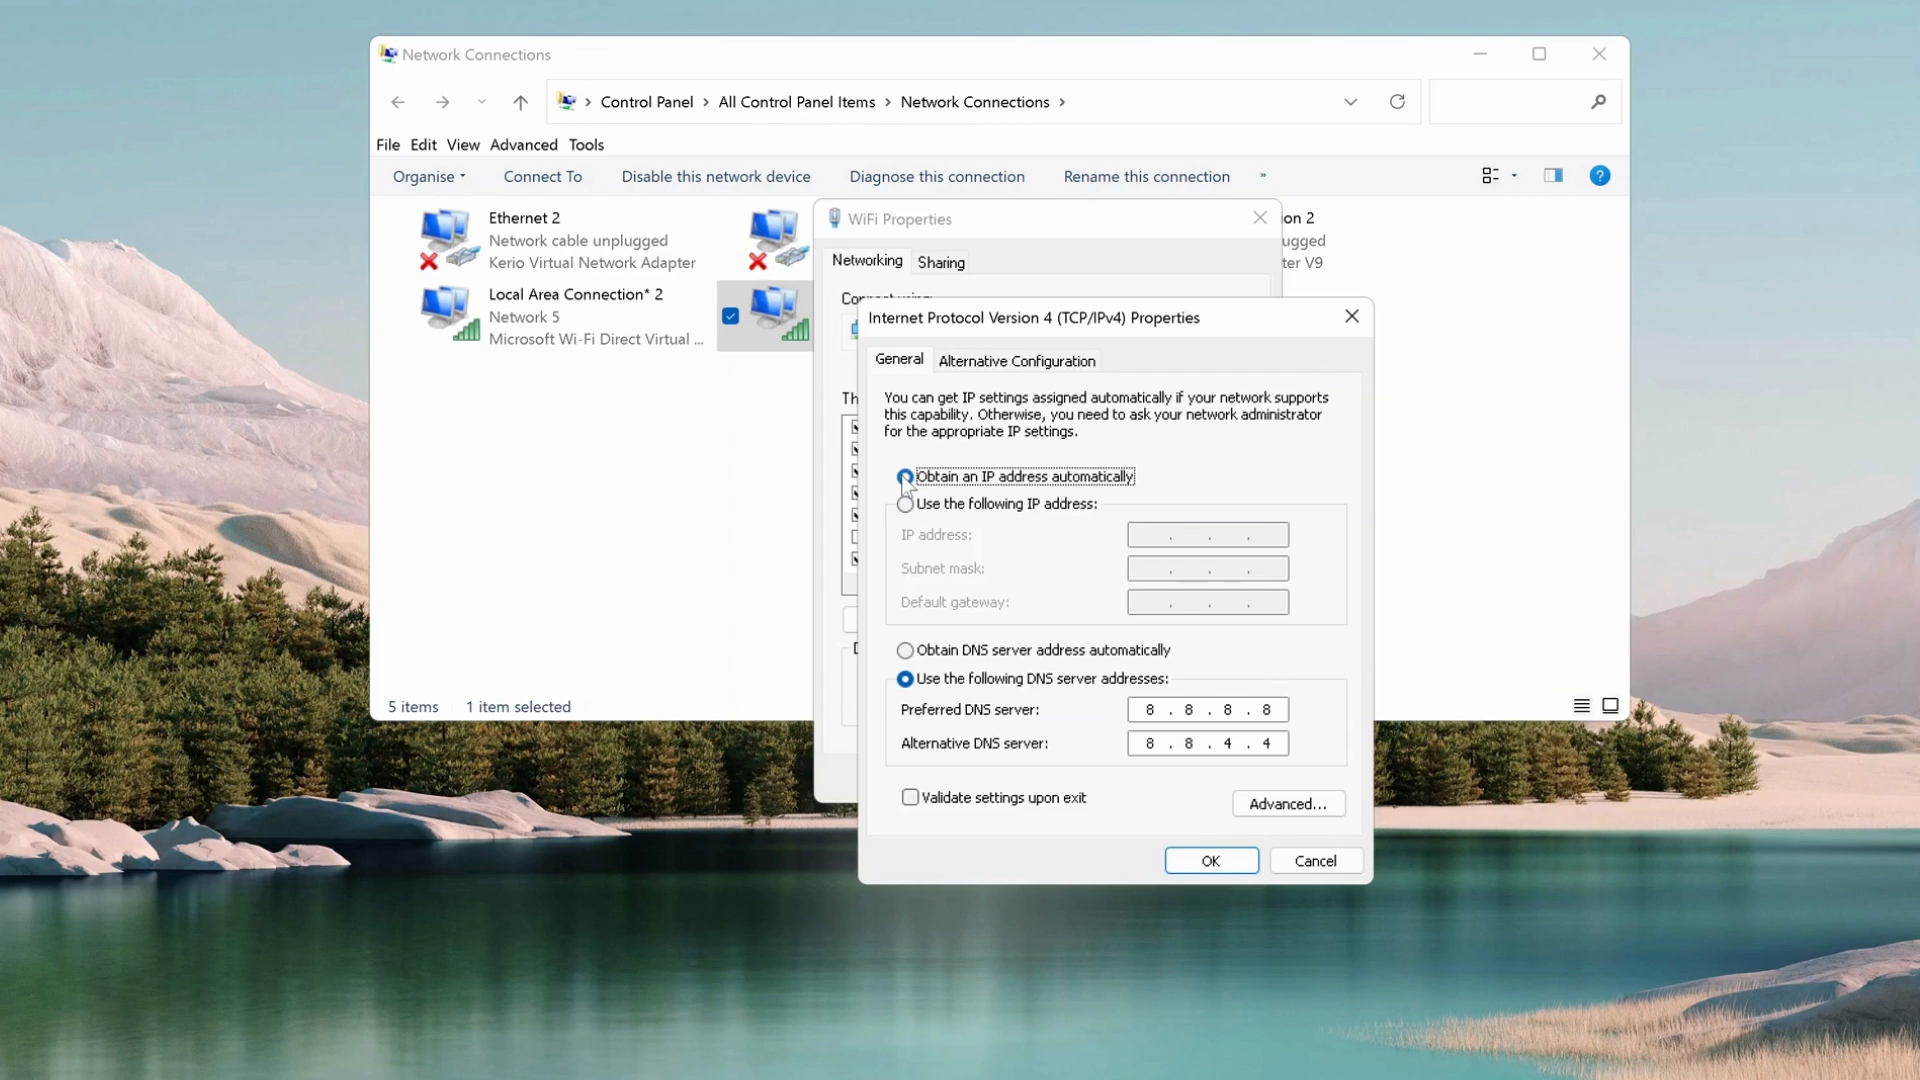 Network Connections
Control Panel > All Control Panel Items > Network Connections >
File Edit View Advanced Tools
Organise Connect To Disable this network device Diagnose this connection Rename this connection »
Ethernet 2
Network cable unplugged
Kerio Virtual Network Adapter
Local Area Connection* 2
Network 5
Microsoft Wi-Fi Direct Virtual ...
ion 2
ugged
ter V9
WiFi Properties
Networking Sharing
Th
Internet Protocol Version 4 (TCP/IPv4) Properties
General Alternative Configuration
You can get IP settings assigned automatically if your network supports
this capability. Otherwise, you need to ask your network administrator
for the appropriate IP settings.
Obtain an IP address automatically
Use the following IP address:
IP address: . . .
Subnet mask: . . .
Default gateway: . . .
Obtain DNS server address automatically
Use the following DNS server addresses:
Preferred DNS server: 8 . 8 . 8 . 8
Alternative DNS server: 8 . 8 . 4 . 4
Validate settings upon exit
Advanced...
OK Cancel
5 items 1 item selected